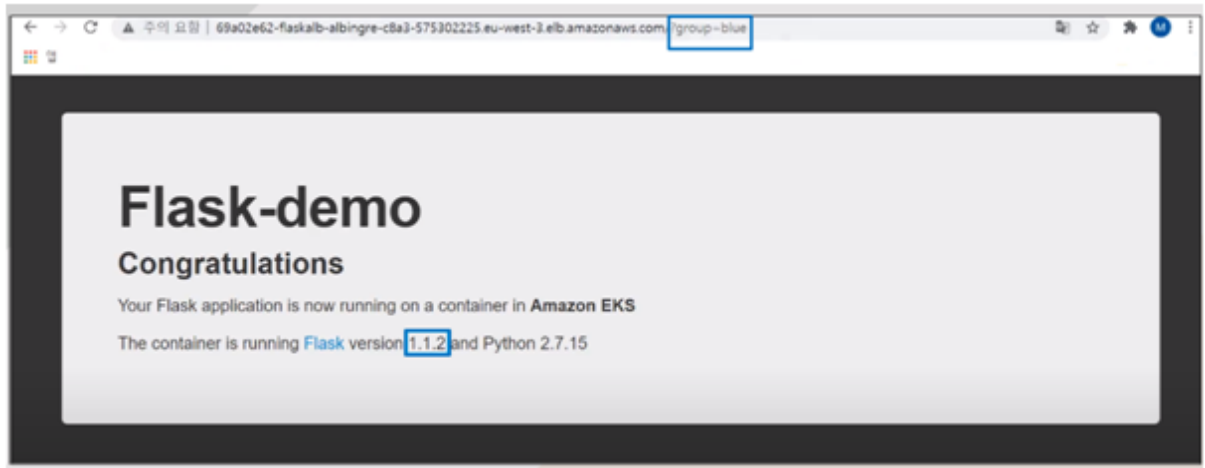 주의 요함 | 69a02e62-flaskalb-albingre-c8a3-575302225.eu-west-3.elb.amazonaws.com/?group=blue
M
앱
Flask-demo
Congratulations
Your Flask application is now running on a container in Amazon EKS
The container is running Flask version 1.1.2 and Python 2.7.15